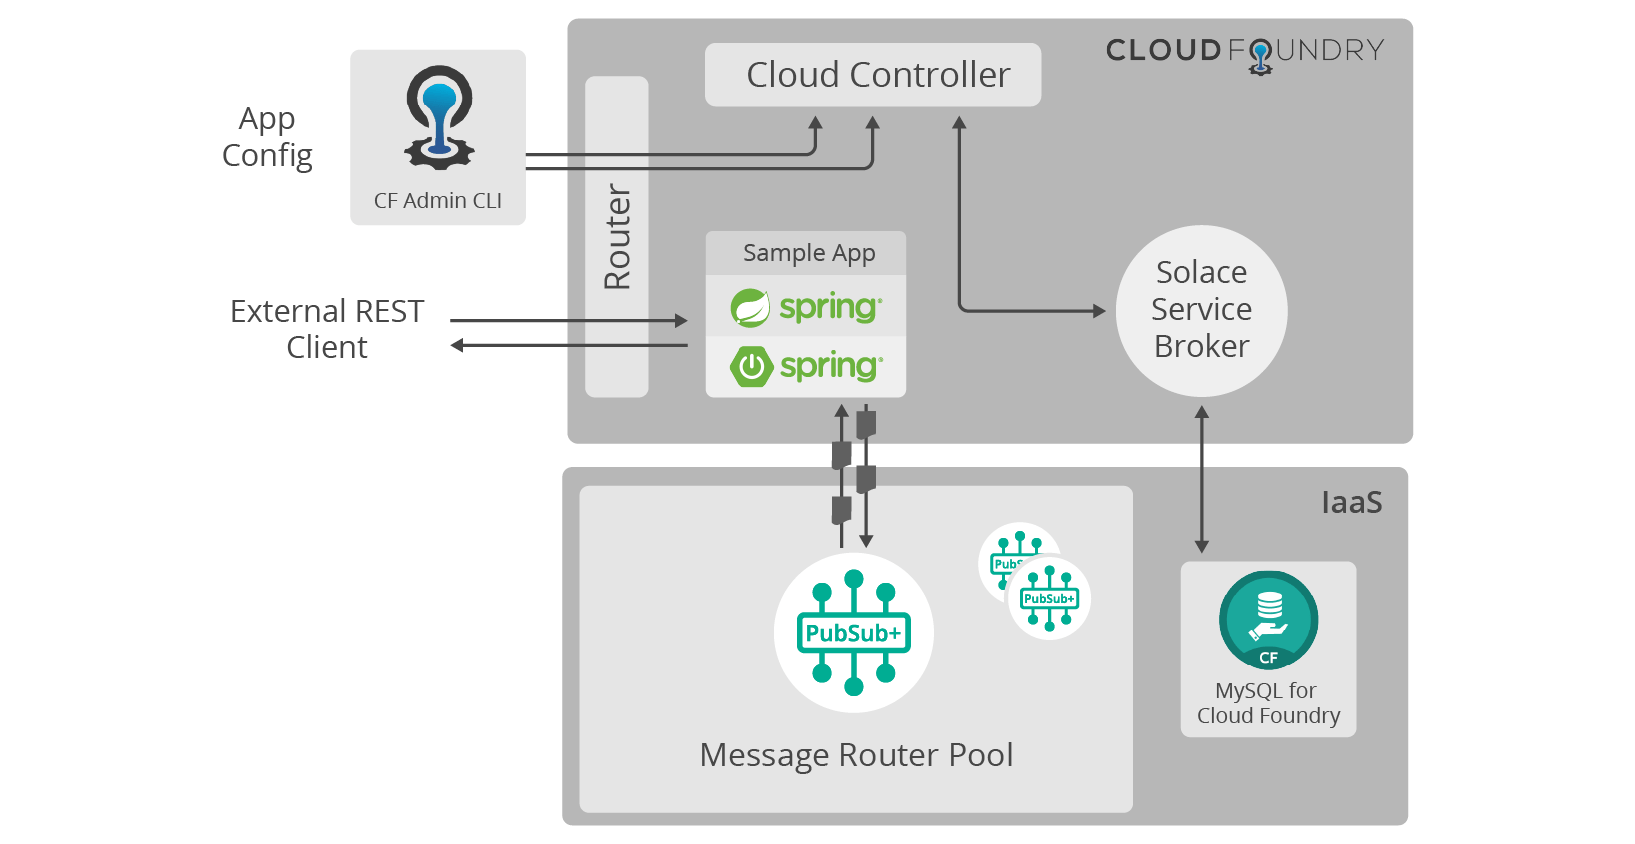 CLOUD FOUNDRY
Cloud Controller
App
Config
CF Admin CLI
Router
Sample App
spring
spring
External REST
Client
Solace
Service
Broker
IaaS
PubSub+
PubSub+
Message Router Pool
CF
MySQL for
Cloud Foundry